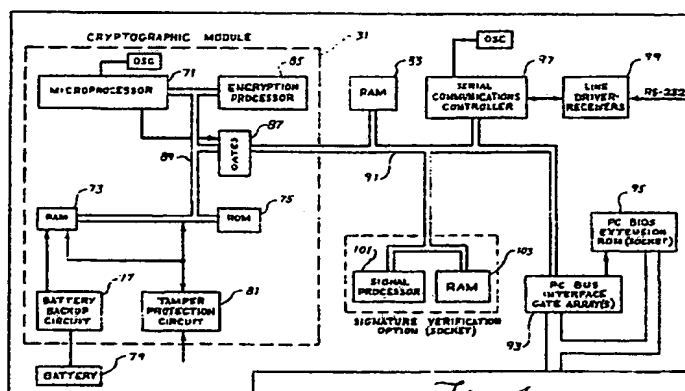 CRYPTOGRAPHIC MODULE
31
OSC
71
MICROPROCESSOR
85
ENCRYPTION
PROCESSOR
87
GATES
89
73
RAM
75
ROM
17
BATTERY
BACKUP
CIRCUIT
81
TAMPER
PROTECTION
CIRCUIT
BATTERY
79
RAM
33
OSC
97
SERIAL
COMMUNICATIONS
CONTROLLER
99
LINE
DRIVER-
RECEIVERS
RS-232
91
101
SIGNAL
PROCESSOR
RAM
103
SIGNATURE VERIFICATION
OPTION (SOCKET)
95
PC BIOS
EXTENSION
ROM (SOCKET)
PC BUS
INTERFACE
GATE ARRAY(S)
93